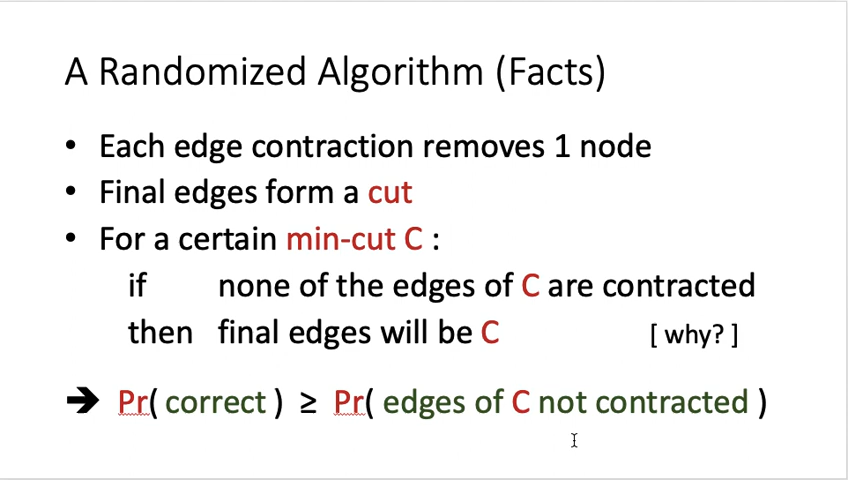 A Randomized Algorithm (Facts)
• Each edge contraction removes 1 node
• Final edges form a cut
• For a certain min-cut C :
if none of the edges of C are contracted
then final edges will be C [ why? ]
➔ Pr( correct ) ≥ Pr( edges of C not contracted )